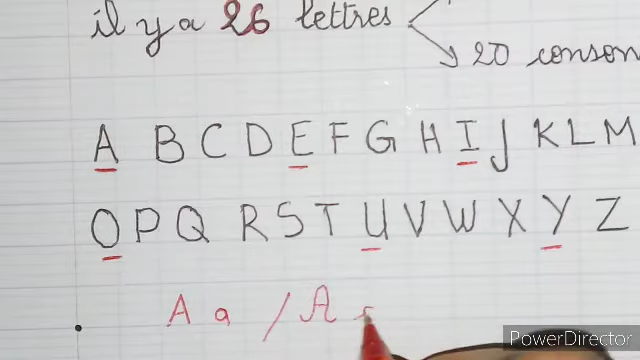 il y a 26 lettres
20 conson
A B C D E F G H I J K L M
O P Q R S T U V W X Y Z
A a / A
PowerDirector